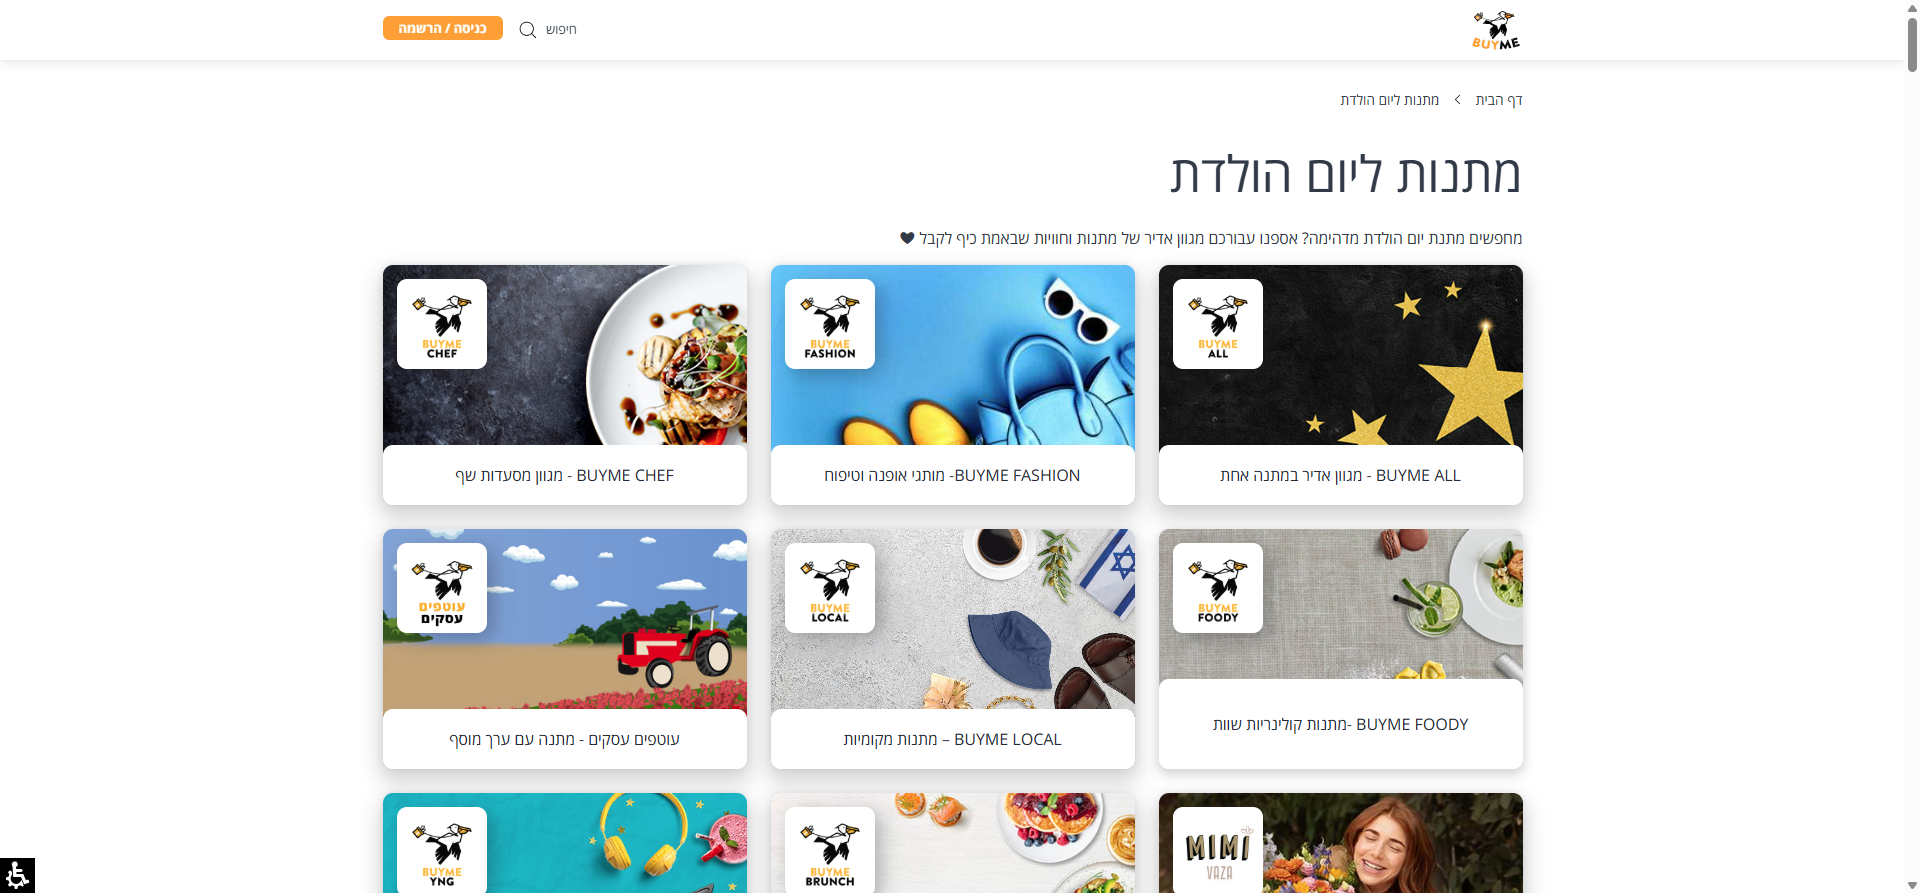 BUYME
חיפוש
כניסה / הרשמה
דף הבית
מתנות ליום הולדת
מתנות ליום הולדת
מחפשים מתנת יום הולדת מדהימה? אספנו עבורכם מגוון אדיר של מתנות וחוויות שבאמת כיף לקבל 🖤
BUYME
ALL
BUYME ALL - מגוון אדיר במתנה אחת
BUYME
FASHION
BUYME FASHION- מותגי אופנה וטיפוח
BUYME
CHEF
BUYME CHEF - מגוון מסעדות שף
BUYME
FOODY
BUYME FOODY -מתנות קולינריות שוות
BUYME
LOCAL
BUYME LOCAL – מתנות מקומיות
עוטפים
עסקים
עוטפים עסקים - מתנה עם ערך מוסף
MIMI
VAZA
BUYME
BRUNCH
BUYME
YNG